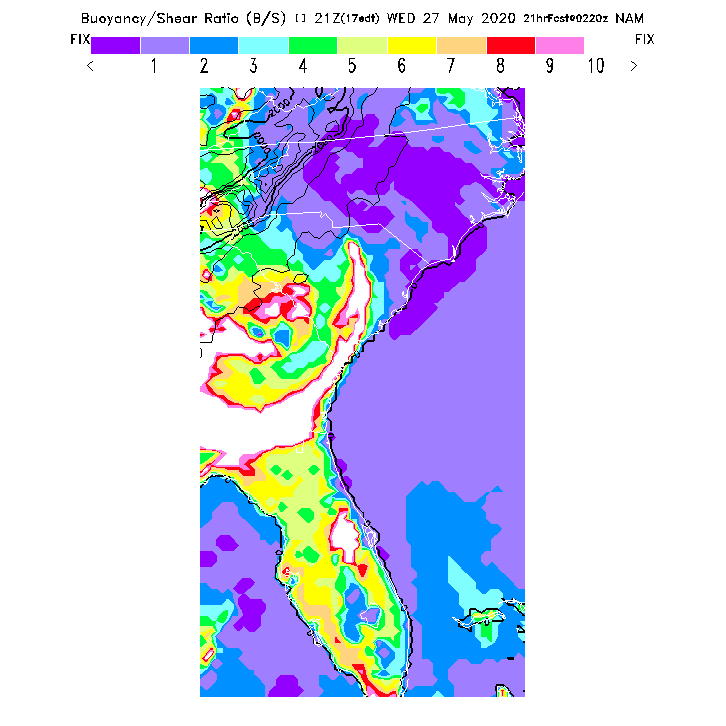 Buoyancy/Shear Ratio (B/S) [] 21Z(17edt) WED 27 May 2020 21hrFcst@0220z NAM
FIX FIX
< 1 2 3 4 5 6 7 8 9 10 >